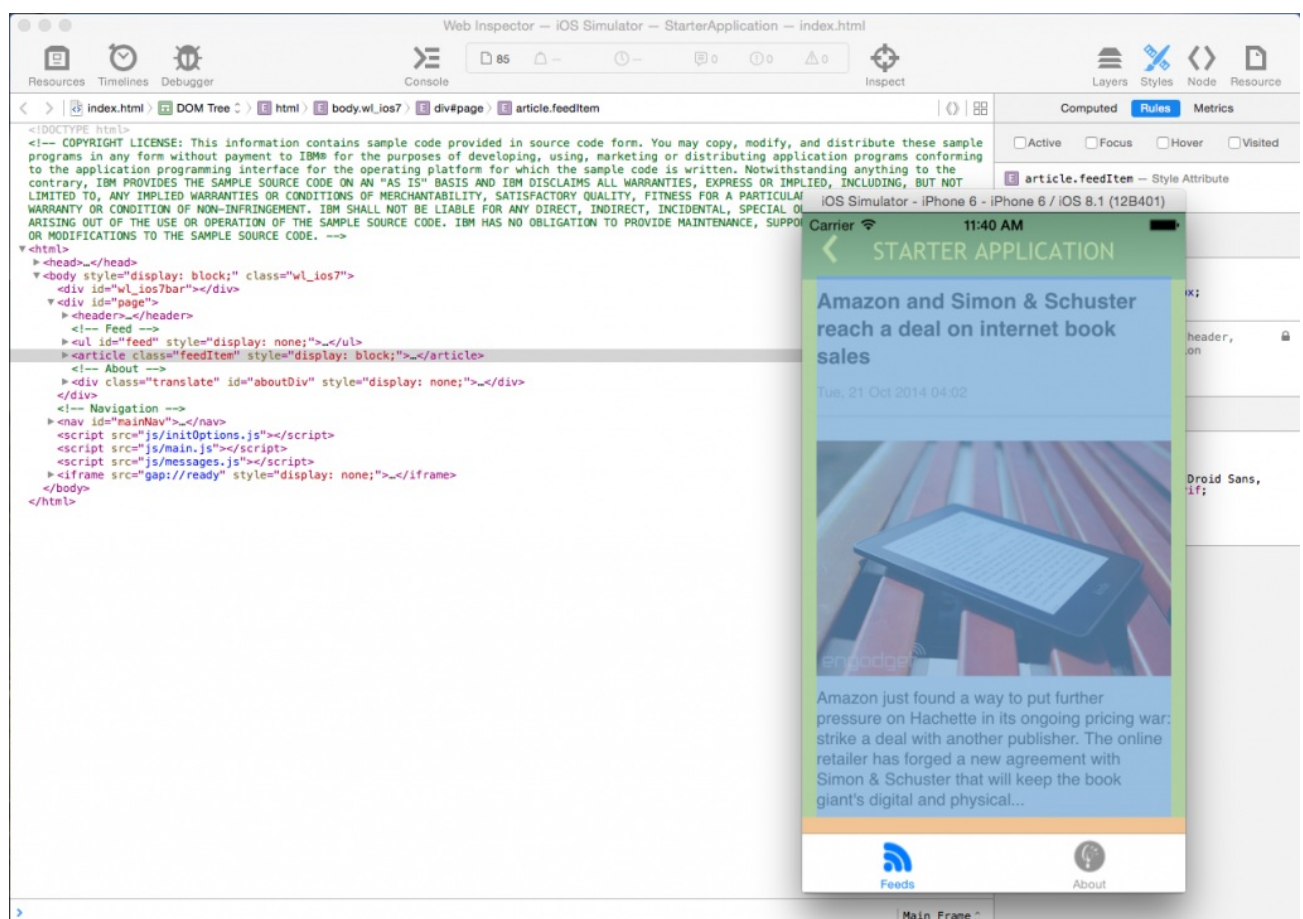 Web Inspector — iOS Simulator — StarterApplication — index.html
Resources Timelines Debugger Console 85 — — 0 0 0 Inspect Layers Styles Node Resource
index.html DOM Tree E html E body.wl_ios7 E div#page E article.feedItem
Computed Rules Metrics
Active Focus Hover Visited
E article.feedItem — Style Attribute
<!DOCTYPE html>
<!-- COPYRIGHT LICENSE: This information contains sample code provided in source code form. You may copy, modify, and distribute these sample
programs in any form without payment to IBM® for the purposes of developing, using, marketing or distributing application programs conforming
to the application programming interface for the operating platform for which the sample code is written. Notwithstanding anything to the
contrary, IBM PROVIDES THE SAMPLE SOURCE CODE ON AN "AS IS" BASIS AND IBM DISCLAIMS ALL WARRANTIES, EXPRESS OR IMPLIED, INCLUDING, BUT NOT
LIMITED TO, ANY IMPLIED WARRANTIES OR CONDITIONS OF MERCHANTABILITY, SATISFACTORY QUALITY, FITNESS FOR A PARTICULA
WARRANTY OR CONDITION OF NON-INFRINGEMENT. IBM SHALL NOT BE LIABLE FOR ANY DIRECT, INDIRECT, INCIDENTAL, SPECIAL O
ARISING OUT OF THE USE OR OPERATION OF THE SAMPLE SOURCE CODE. IBM HAS NO OBLIGATION TO PROVIDE MAINTENANCE, SUPPO
OR MODIFICATIONS TO THE SAMPLE SOURCE CODE. -->
<html>
<head>…</head>
<body style="display: block;" class="wl_ios7">
<div id="wl_ios7bar"></div>
<div id="page">
<header>…</header>
<!-- Feed -->
<ul id="feed" style="display: none;">…</ul>
<article class="feedItem" style="display: block;">…</article>
<!-- About -->
<div class="translate" id="aboutDiv" style="display: none;">…</div>
</div>
<!-- Navigation -->
<nav id="mainNav">…</nav>
<script src="js/initOptions.js"></script>
<script src="js/main.js"></script>
<script src="js/messages.js"></script>
<iframe src="gap://ready" style="display: none;">…</iframe>
</body>
</html>
iOS Simulator - iPhone 6 - iPhone 6 / iOS 8.1 (12B401)
Carrier 11:40 AM
STARTER APPLICATION
Amazon and Simon & Schuster
reach a deal on internet book
sales
Tue, 21 Oct 2014 04:02
engadget
Amazon just found a way to put further
pressure on Hachette in its ongoing pricing war:
strike a deal with another publisher. The online
retailer has forged a new agreement with
Simon & Schuster that will keep the book
giant's digital and physical...
Feeds About
x;
header,
on
Droid Sans,
if;
Main Frame